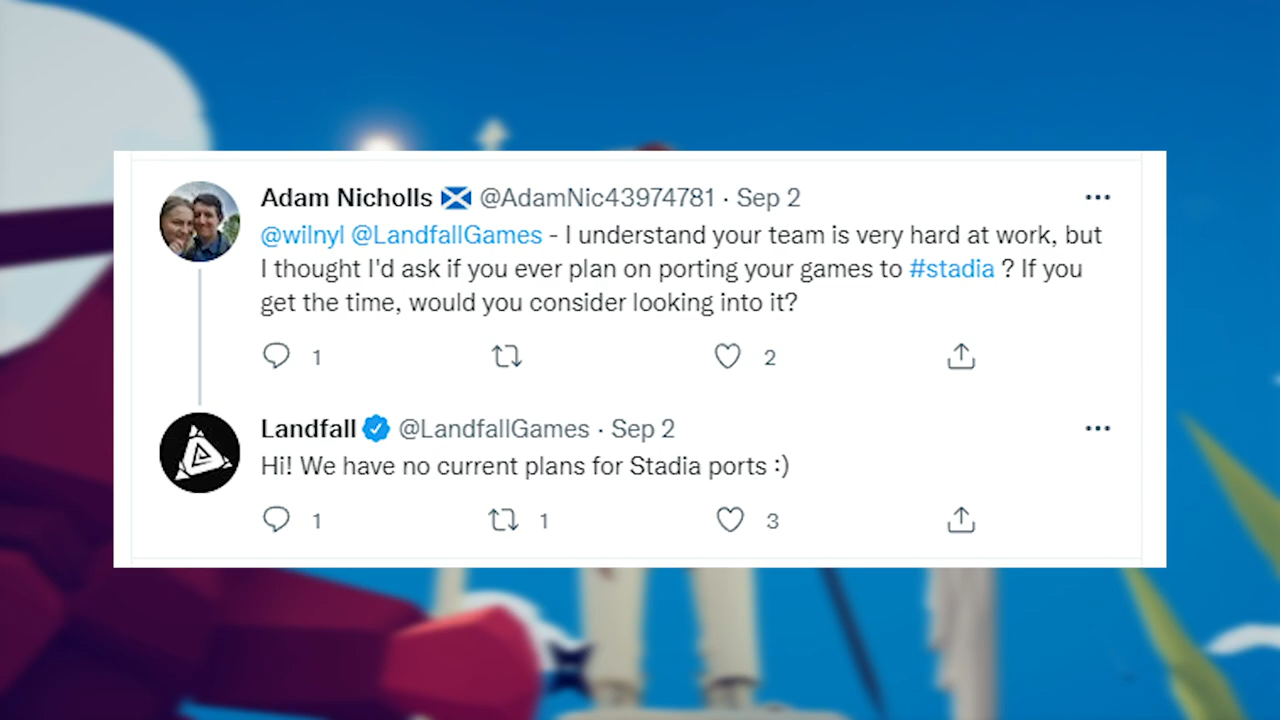 Adam Nicholls 🏴󠁧󠁢󠁳󠁣󠁴󠁿 @AdamNic43974781 · Sep 2
@wilnyl @LandfallGames - I understand your team is very hard at work, but
I thought I'd ask if you ever plan on porting your games to #stadia ? If you
get the time, would you consider looking into it?
1 2
Landfall @LandfallGames · Sep 2
Hi! We have no current plans for Stadia ports :)
1 1 3